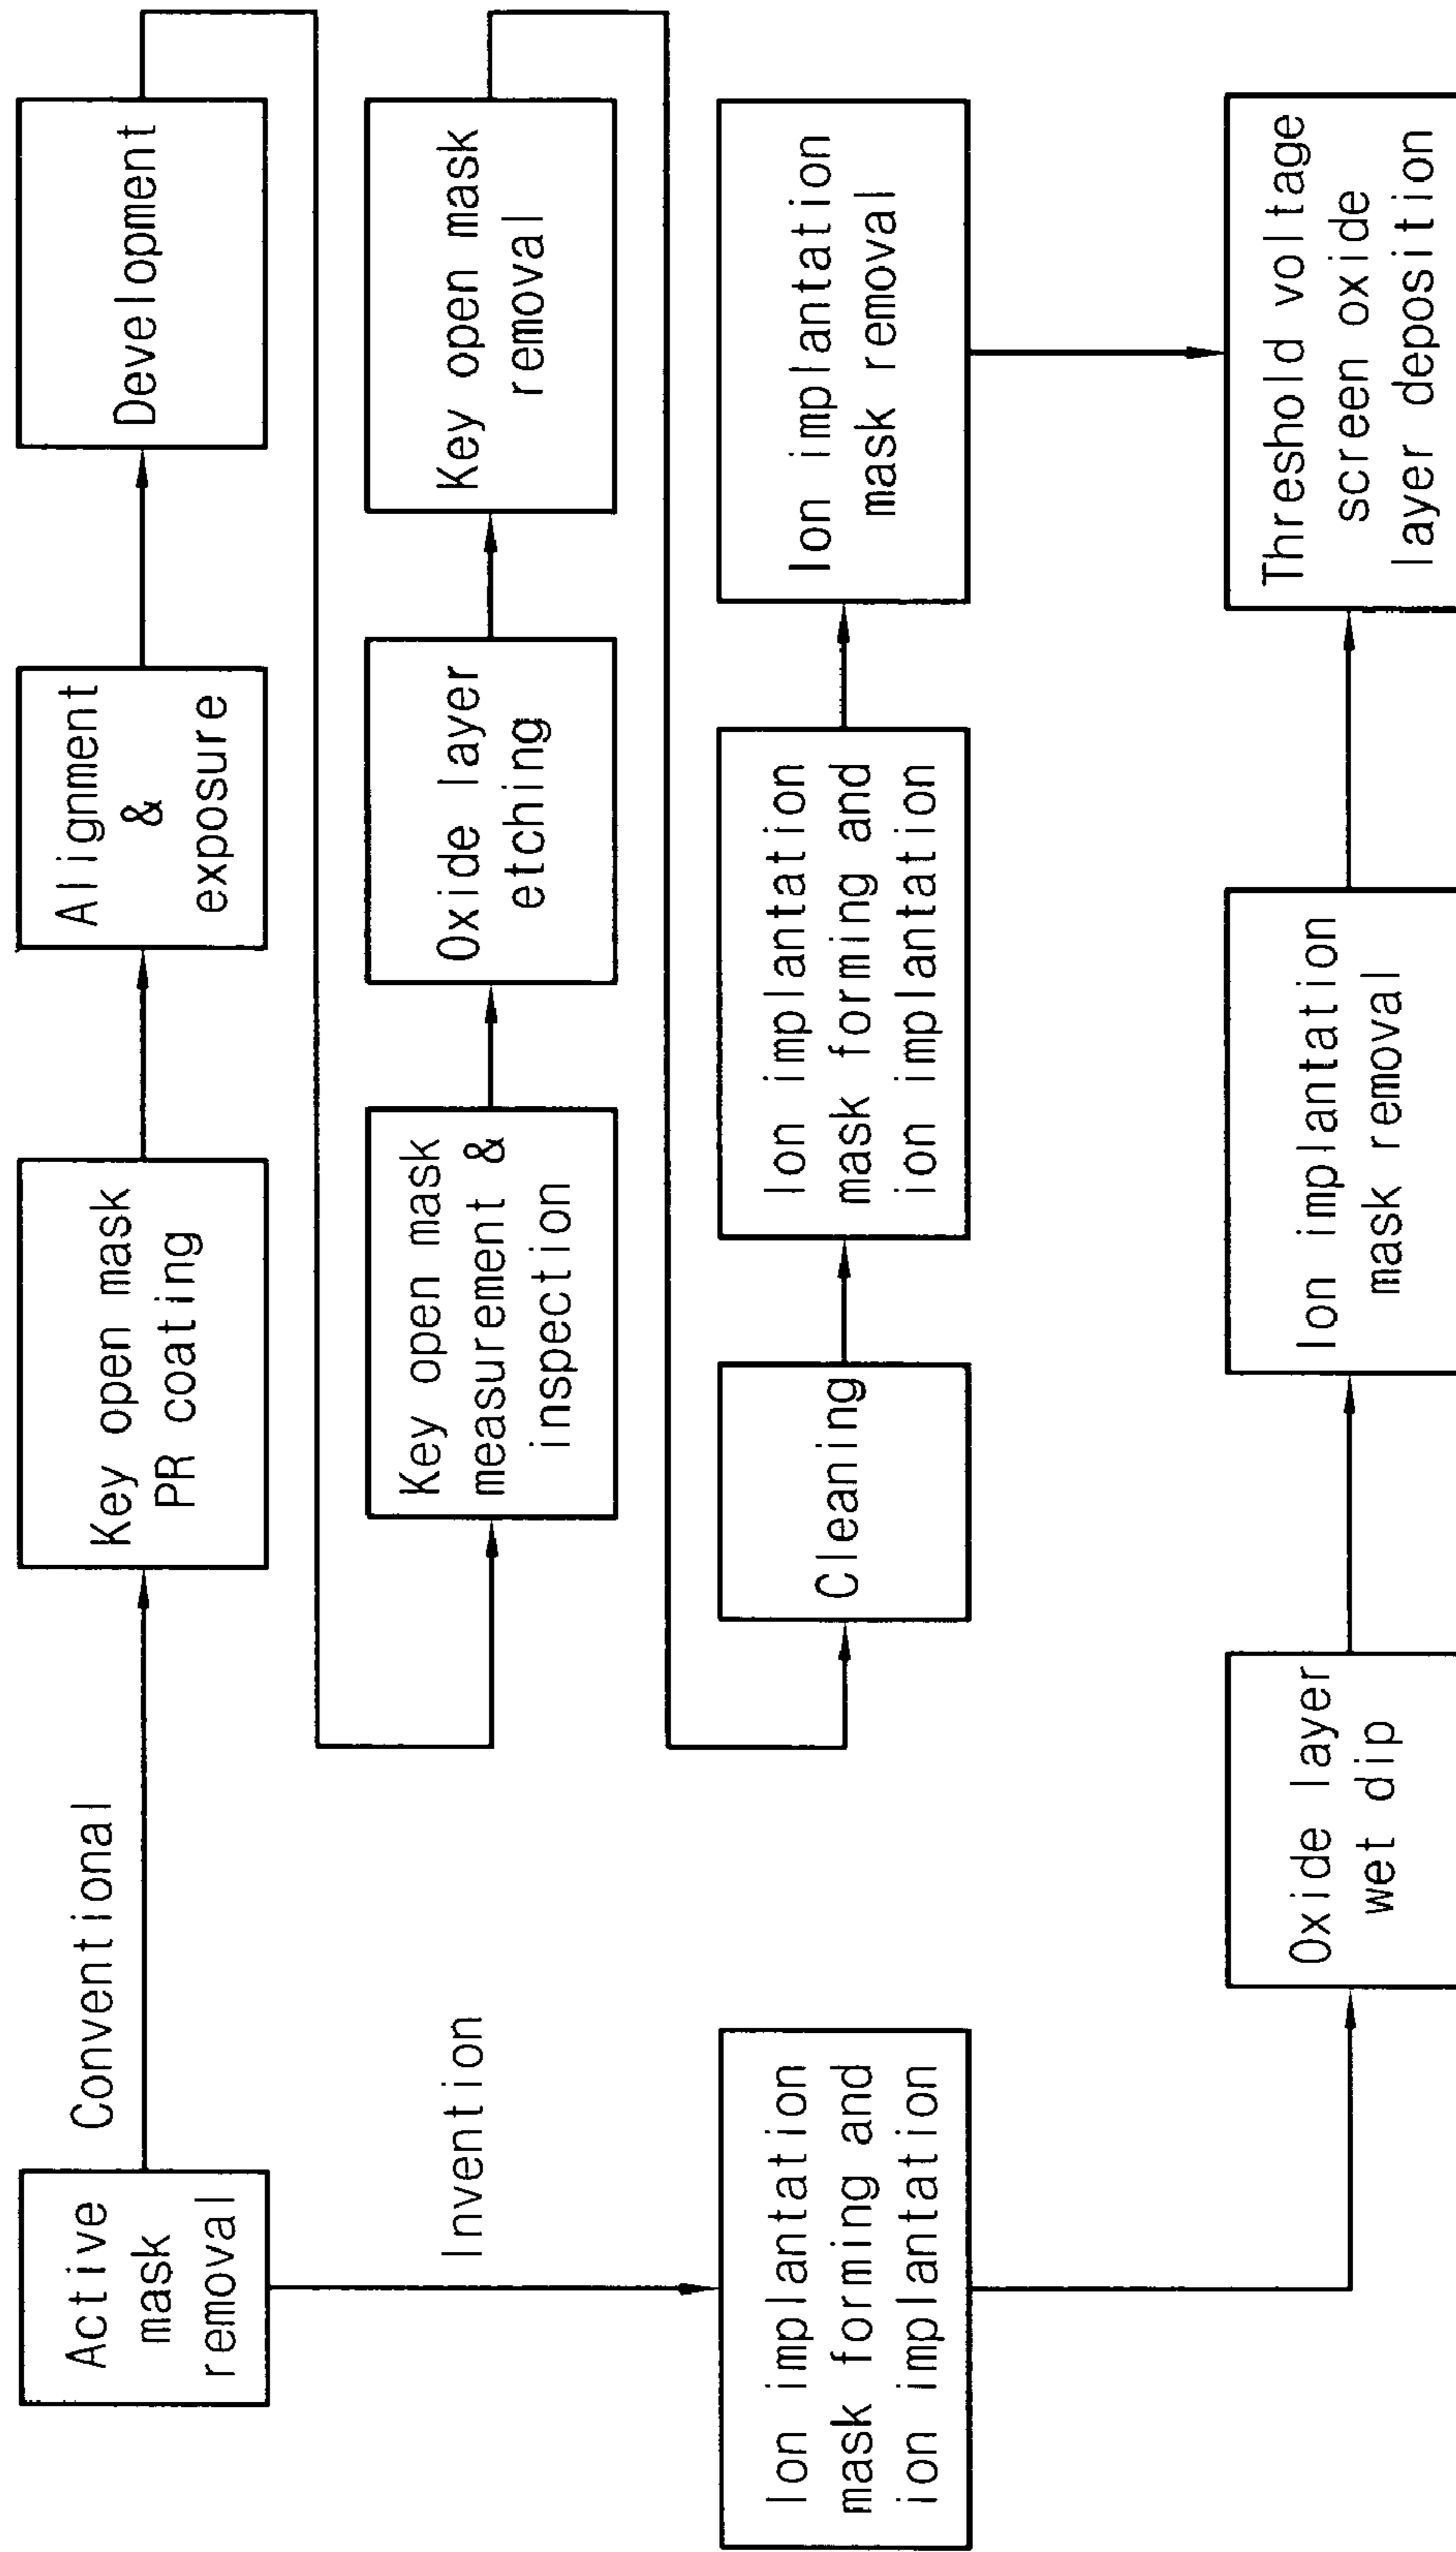 Active
mask
removal
Conventional
Key open mask
PR coating
Alignment
&
exposure
Development
Invention
Key open mask
measurement &
inspection
Oxide layer
etching
Key open mask
removal
Cleaning
Ion implantation
mask forming and
ion implantation
Ion implantation
mask removal
Ion implantation
mask forming and
ion implantation
Oxide layer
wet dip
Ion implantation
mask removal
Threshold voltage
screen oxide
layer deposition